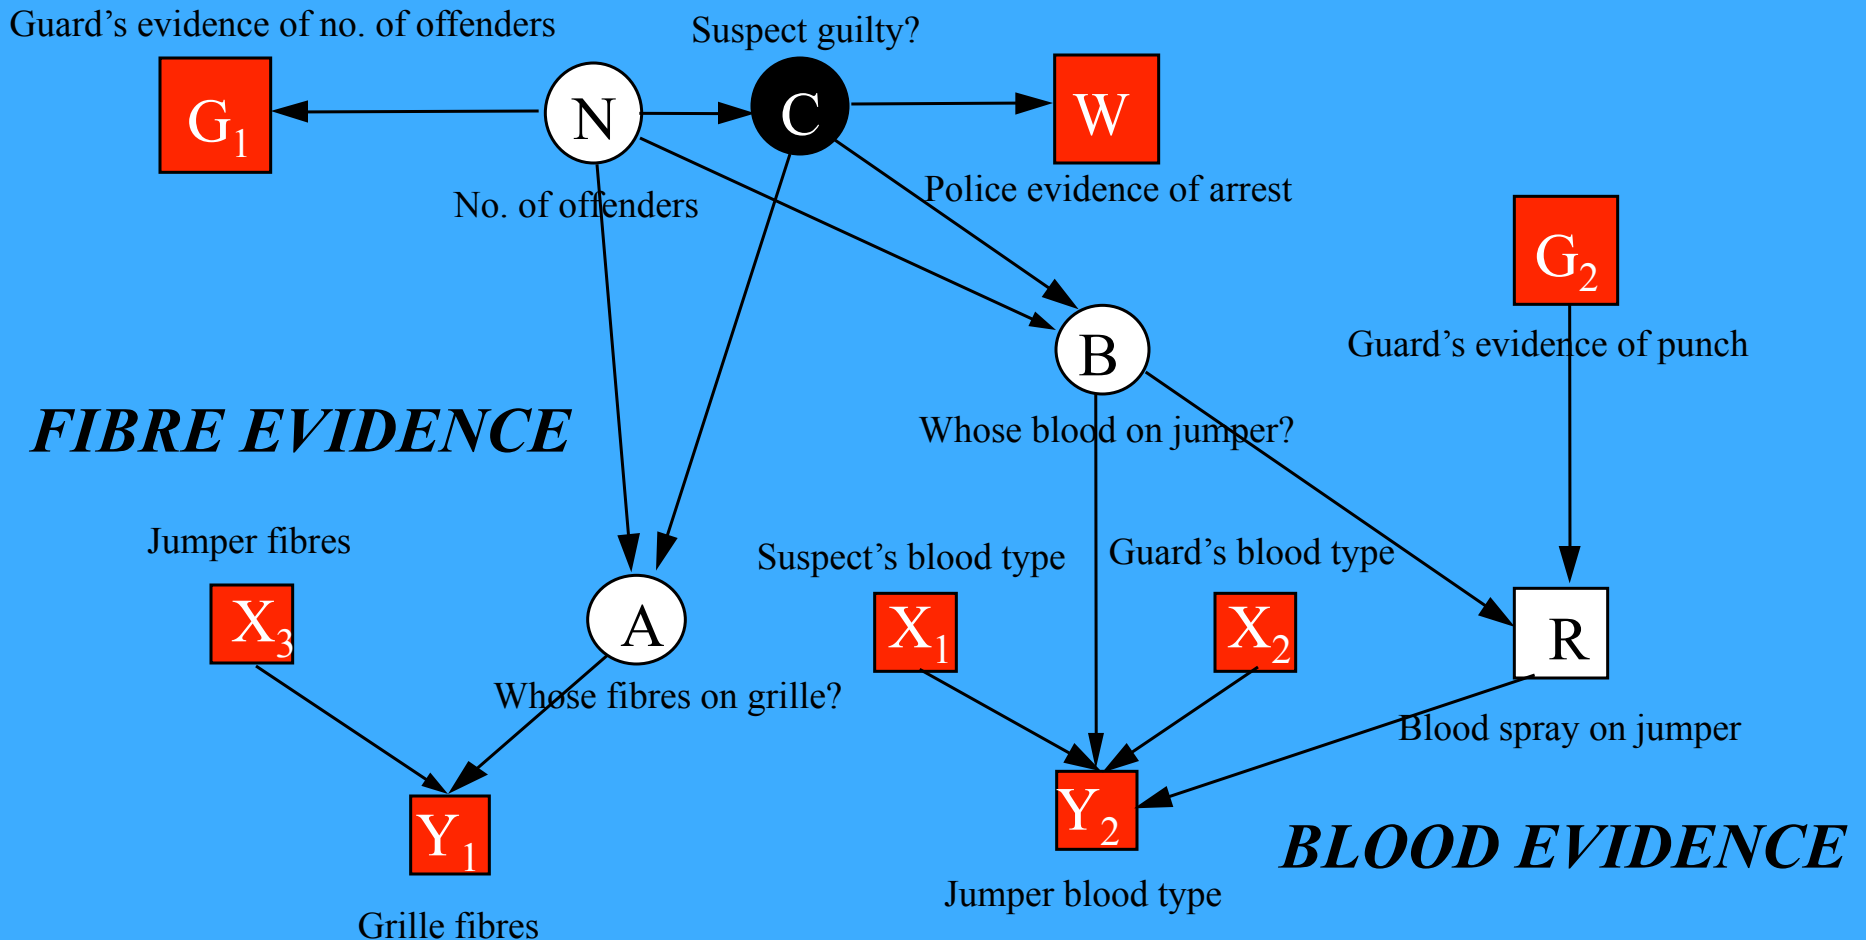 Guard’s evidence of no. of offenders
Suspect guilty?
G1
N
C
W
No. of offenders
Police evidence of arrest
G2
Guard’s evidence of punch
B
Whose blood on jumper?
FIBRE EVIDENCE
Jumper fibres
Suspect’s blood type
Guard’s blood type
X3
A
X1
X2
R
Whose fibres on grille?
Blood spray on jumper
Y1
Y2
BLOOD EVIDENCE
Jumper blood type
Grille fibres